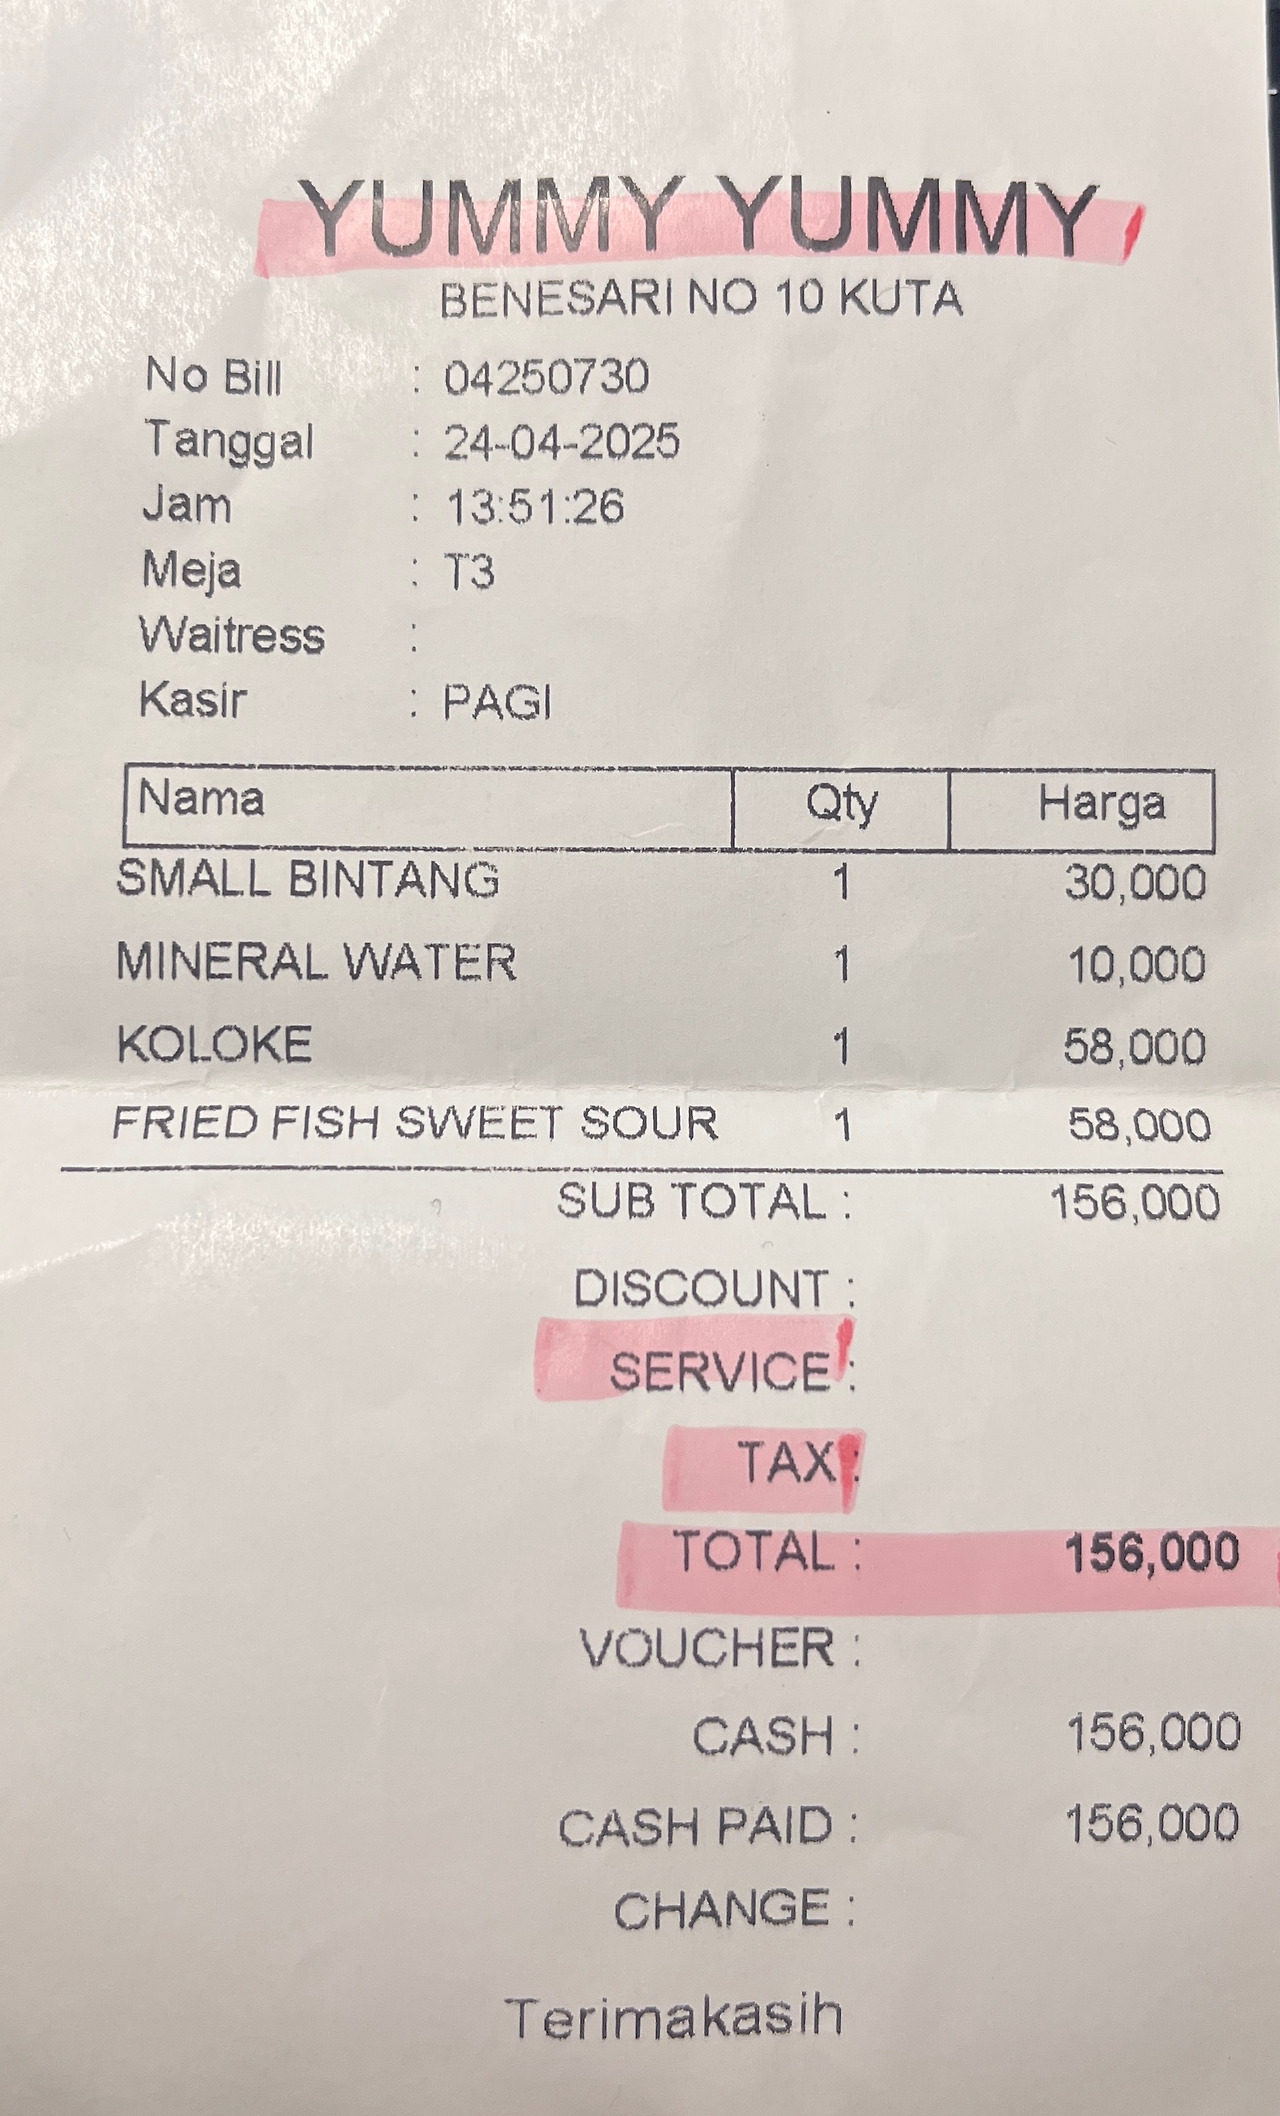 YUMMY YUMMY
BENESARI NO 10 KUTA
No Bill : 04250730
Tanggal : 24-04-2025
Jam : 13:51:26
Meja : T3
Waitress :
Kasir : PAGI
Nama Qty Harga
SMALL BINTANG 1 30,000
MINERAL WATER 1 10,000
KOLOKE 1 58,000
FRIED FISH SWEET SOUR 1 58,000
SUB TOTAL : 156,000
DISCOUNT :
SERVICE :
TAX :
TOTAL : 156,000
VOUCHER :
CASH : 156,000
CASH PAID : 156,000
CHANGE :
Terimakasih